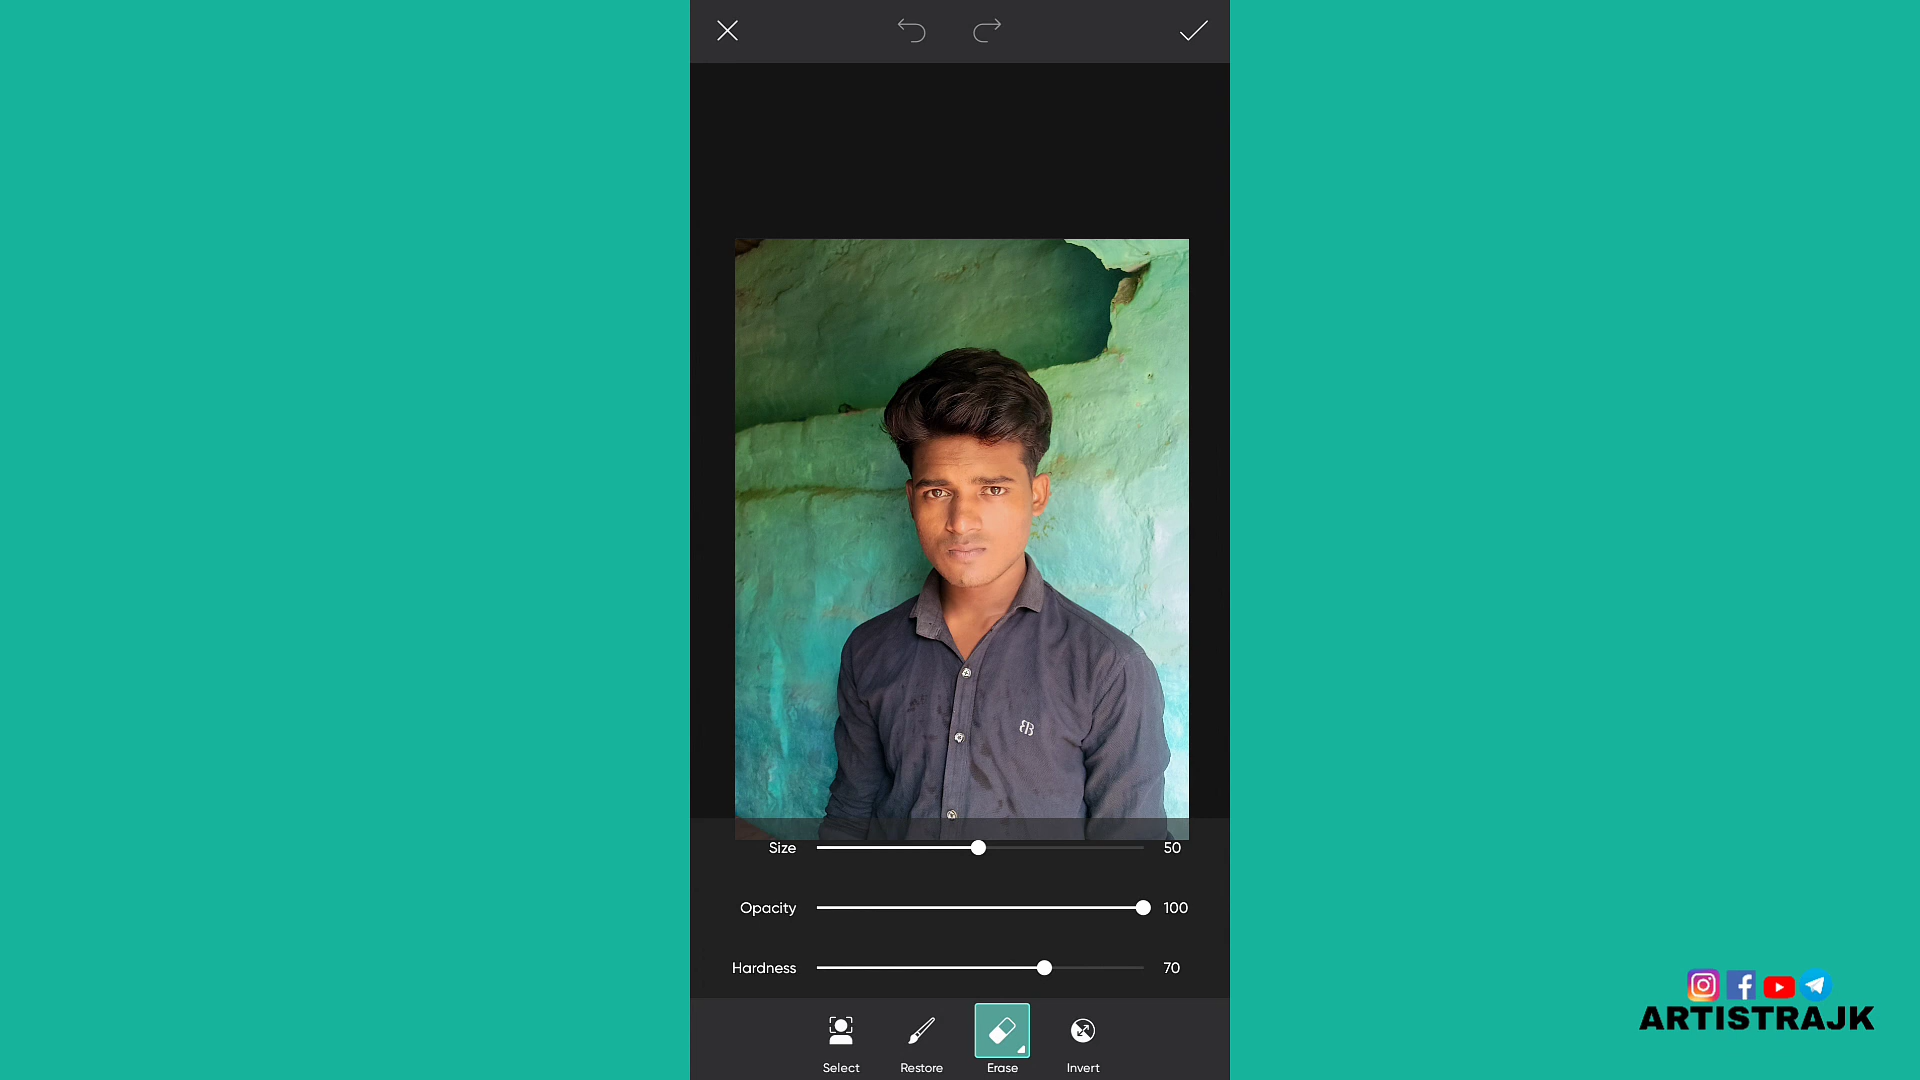 Size 50
Opacity 100
Hardness 70
Select Restore Erase Invert
ARTISTRAJK